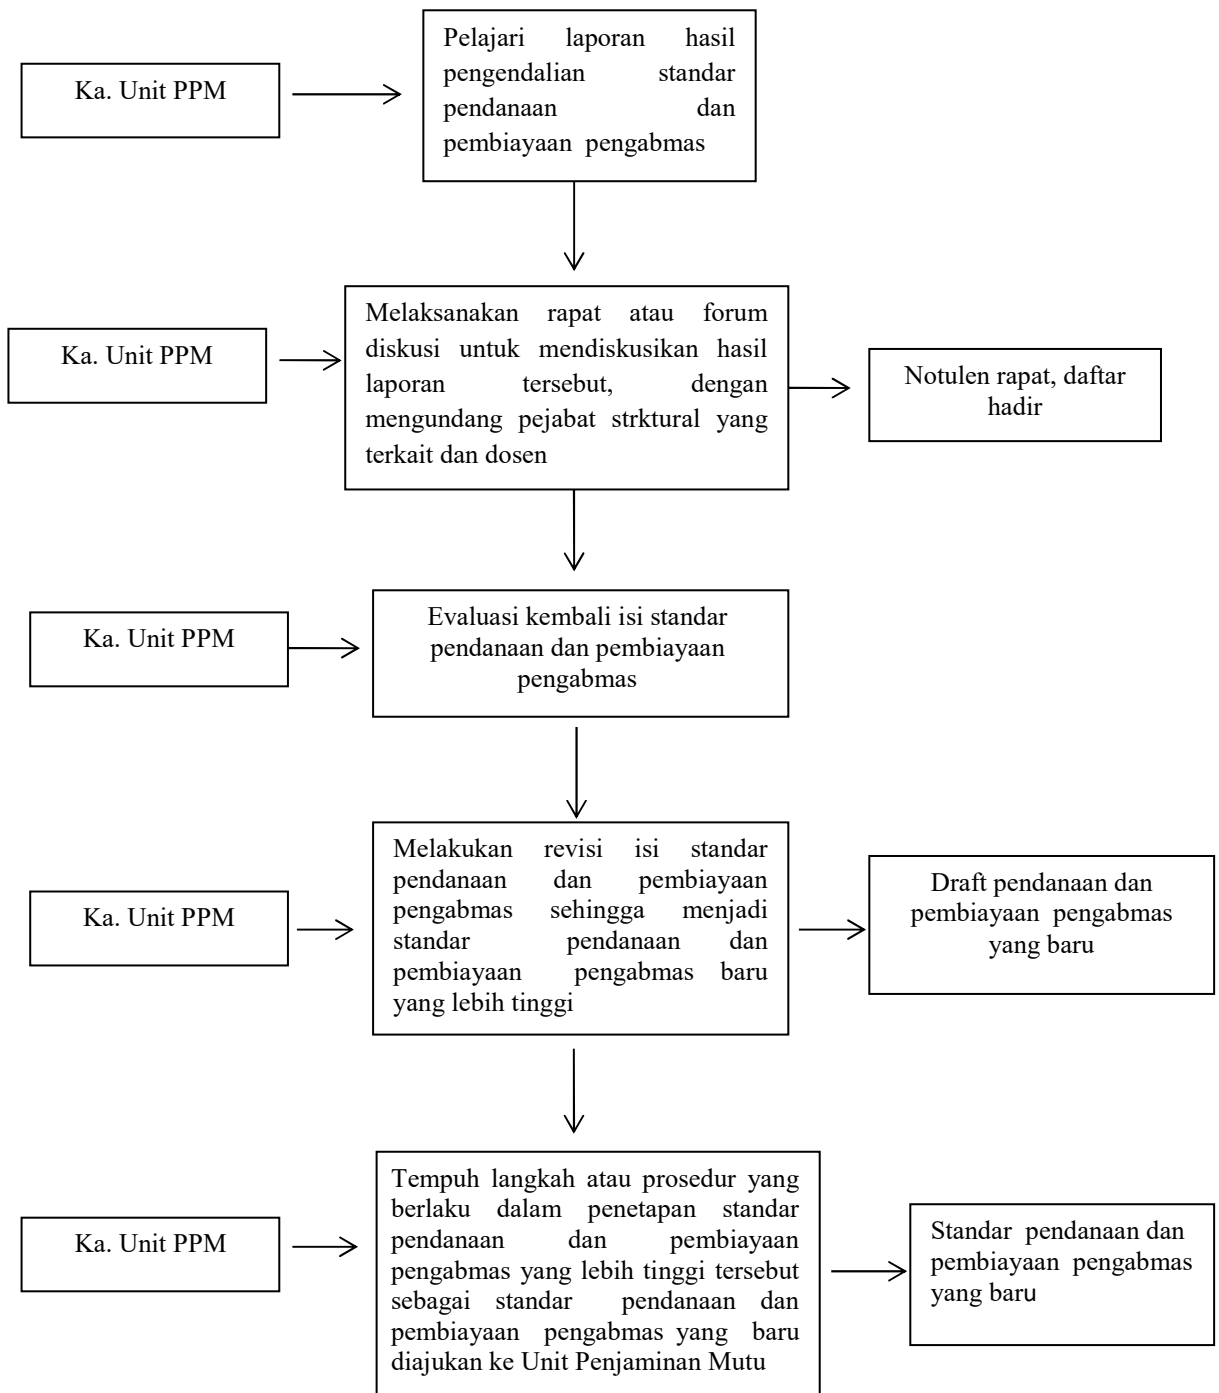 Ka. Unit PPM
Pelajari laporan hasil
pengendalian standar
pendanaan dan
pembiayaan pengabmas
Ka. Unit PPM
Melaksanakan rapat atau forum
diskusi untuk mendiskusikan hasil
laporan tersebut, dengan
mengundang pejabat strktural yang
terkait dan dosen
Notulen rapat, daftar
hadir
Ka. Unit PPM
Evaluasi kembali isi standar
pendanaan dan pembiayaan
pengabmas
Ka. Unit PPM
Melakukan revisi isi standar
pendanaan dan pembiayaan
pengabmas sehingga menjadi
standar pendanaan dan
pembiayaan pengabmas baru
yang lebih tinggi
Draft pendanaan dan
pembiayaan pengabmas
yang baru
Ka. Unit PPM
Tempuh langkah atau prosedur yang
berlaku dalam penetapan standar
pendanaan dan pembiayaan
pengabmas yang lebih tinggi tersebut
sebagai standar pendanaan dan
pembiayaan pengabmas yang baru
diajukan ke Unit Penjaminan Mutu
Standar pendanaan dan
pembiayaan pengabmas
yang baru